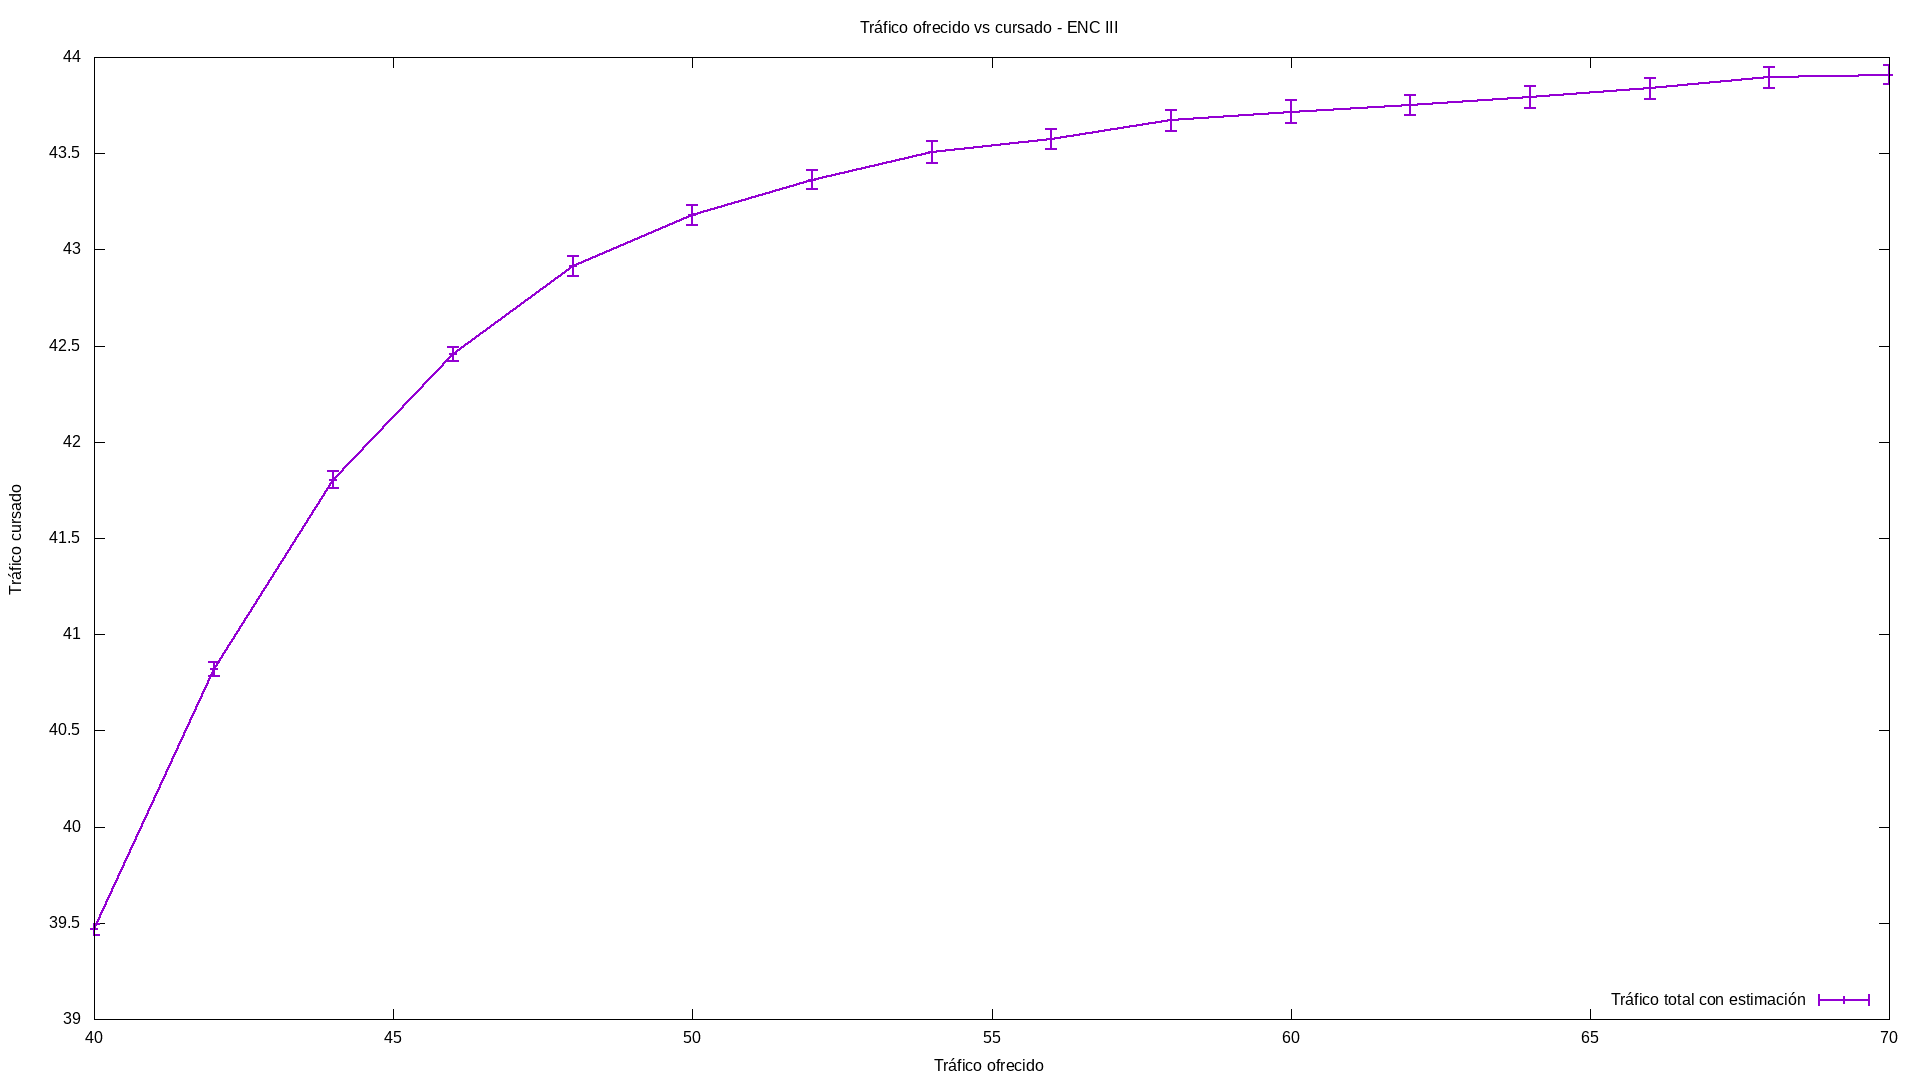 Tráfico ofrecido vs cursado - ENC III
44
43.5
43
42.5
42
41.5
41
40.5
40
39.5
39
Tráfico cursado
Tráfico total con estimación
40 45 50 55 60 65 70
Tráfico ofrecido